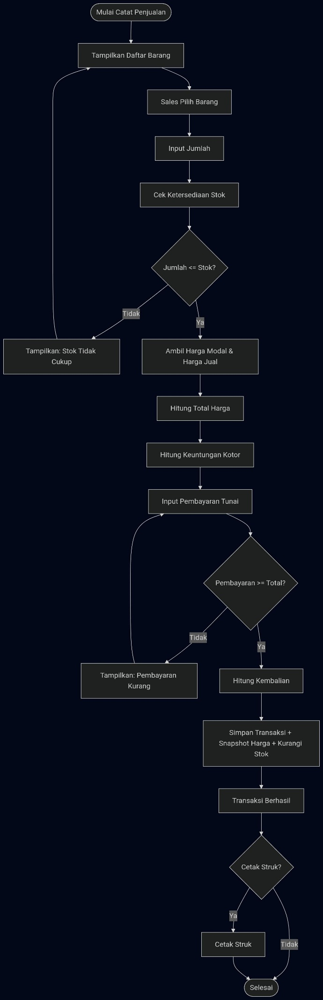 Mulai Catat Penjualan
Tampilkan Daftar Barang
Sales Pilih Barang
Input Jumlah
Cek Ketersediaan Stok
Jumlah <= Stok?
Tidak
Ya
Tampilkan: Stok Tidak
Cukup
Ambil Harga Modal &
Harga Jual
Hitung Total Harga
Hitung Keuntungan Kotor
Input Pembayaran Tunai
Pembayaran >= Total?
Tidak
Ya
Tampilkan: Pembayaran
Kurang
Hitung Kembalian
Simpan Transaksi +
Snapshot Harga + Kurangi
Stok
Transaksi Berhasil
Cetak Struk?
Ya
Tidak
Cetak Struk
Selesai